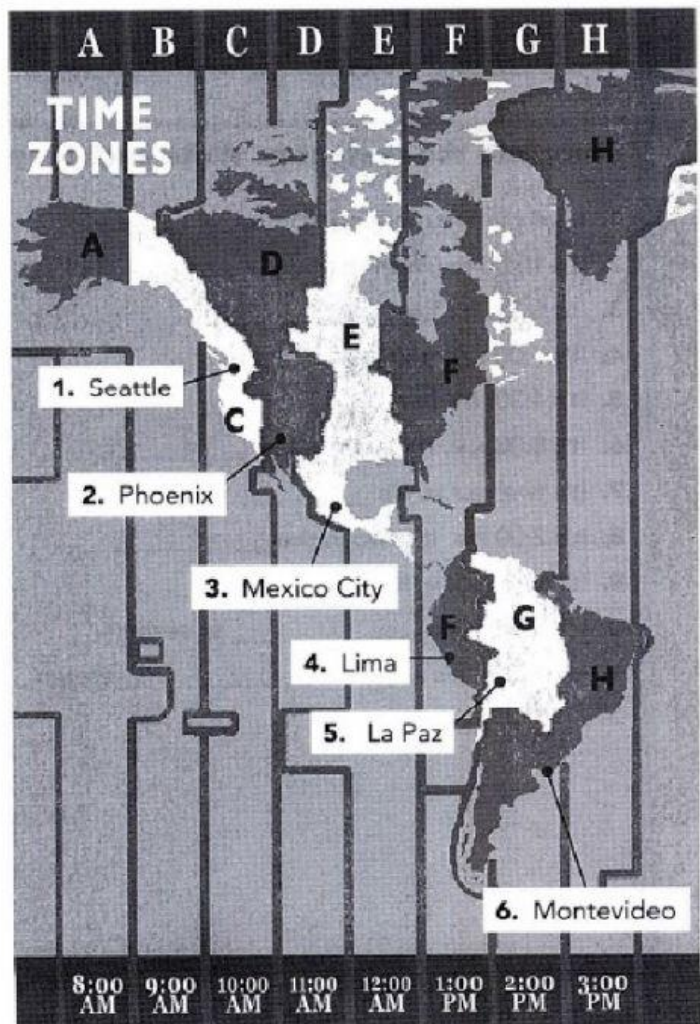 A B C D E F G H
TIME
ZONES
H
A
D
E
1. Seattle
F
C
2. Phoenix
3. Mexico City
G
F
4. Lima
H
5. La Paz
6. Montevideo
8:00 9:00 10:00 11:00 12:00 1:00 2:00 3:00
AM AM AM AM AM PM PM PM